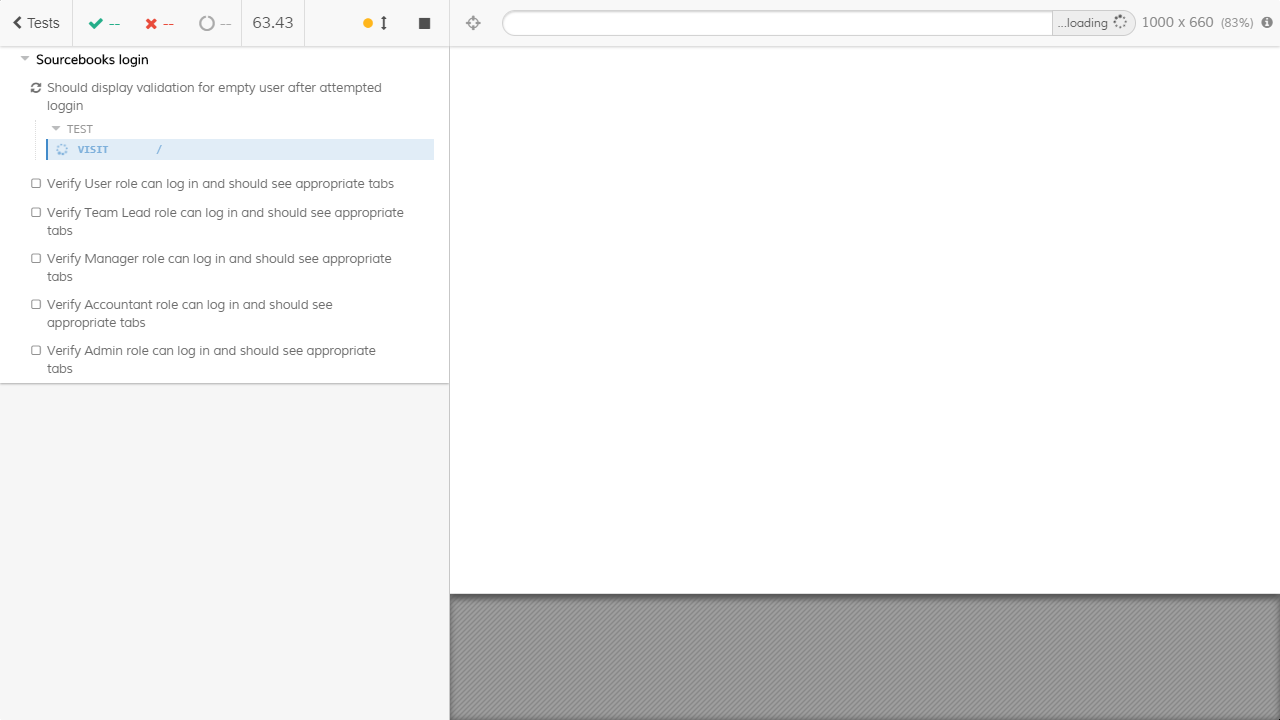 Tests
--
--
--
63.43
...loading
1000 x 660 (83%)
Sourcebooks login
Should display validation for empty user after attempted
loggin
TEST
VISIT /
Verify User role can log in and should see appropriate tabs
Verify Team Lead role can log in and should see appropriate
tabs
Verify Manager role can log in and should see appropriate
tabs
Verify Accountant role can log in and should see
appropriate tabs
Verify Admin role can log in and should see appropriate
tabs